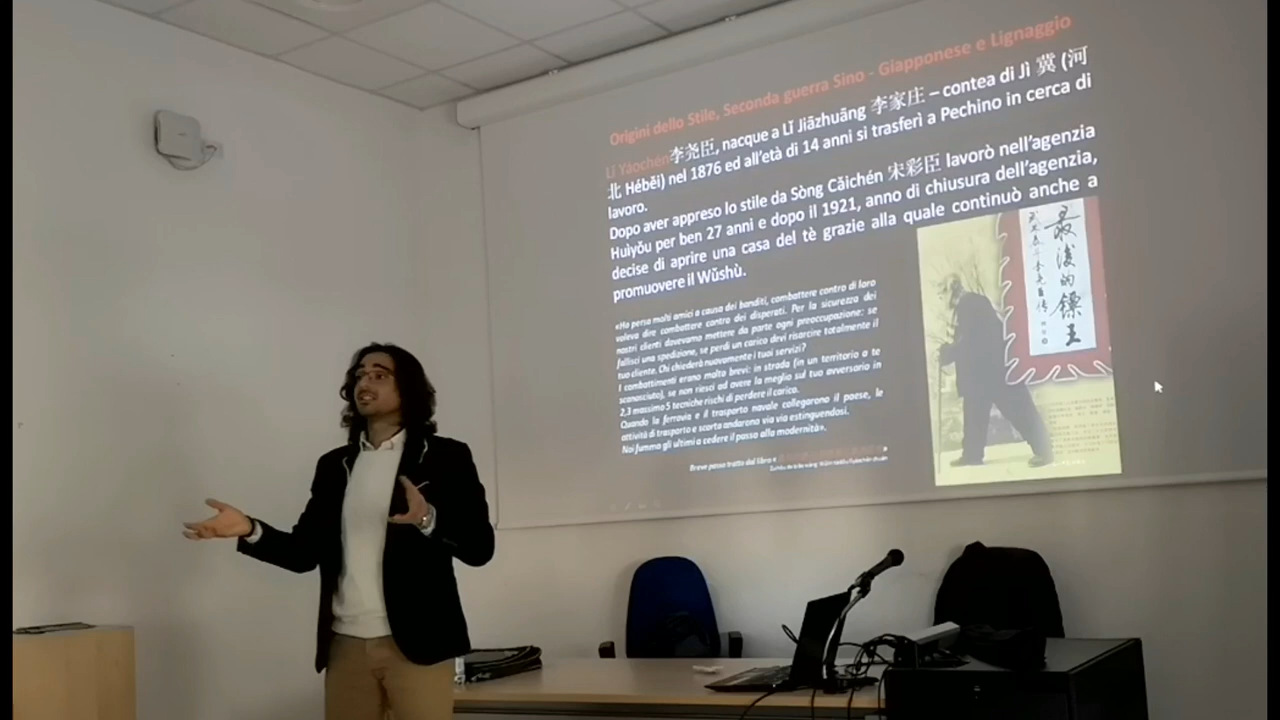 Origini dello Stile, Seconda guerra Sino - Giapponese e Lignaggio
Lǐ Yáochén 李尧臣, nacque a Lǐ Jiāzhuāng 李家庄 – contea di Jì 冀 (河
北 Héběi) nel 1876 ed all'età di 14 anni si trasferì a Pechino in cerca di
lavoro.
Dopo aver appreso lo stile da Sòng Cǎichén 宋彩臣 lavorò nell'agenzia
Huìyǒu per ben 27 anni e dopo il 1921, anno di chiusura dell'agenzia,
decise di aprire una casa del tè grazie alla quale continuò anche a
promuovere il Wǔshù.
«Ho perso molti amici a causa dei banditi, combattere contro di loro
voleva dire combattere contro dei disperati. Per la sicurezza dei
nostri clienti dovevamo mettere da parte ogni preoccupazione: se
fallisci una spedizione, se perdi un carico devi risarcire totalmente il
tuo cliente. Chi chiederà nuovamente i tuoi servizi?
I combattimenti erano molto brevi: in strada (in un territorio a te
sconosciuto), se non riesci ad avere la meglio sul tuo avversario in
2,3 massimo 5 tecniche rischi di perdere il carico.
Quando la ferrovia e il trasporto navale collegarono il paese, le
attività di trasporto e scorta andarono via via estinguendosi.
Noi fummo gli ultimi a cedere il passo alla modernità».
Breve passo tratto dal libro «
最後的镖王